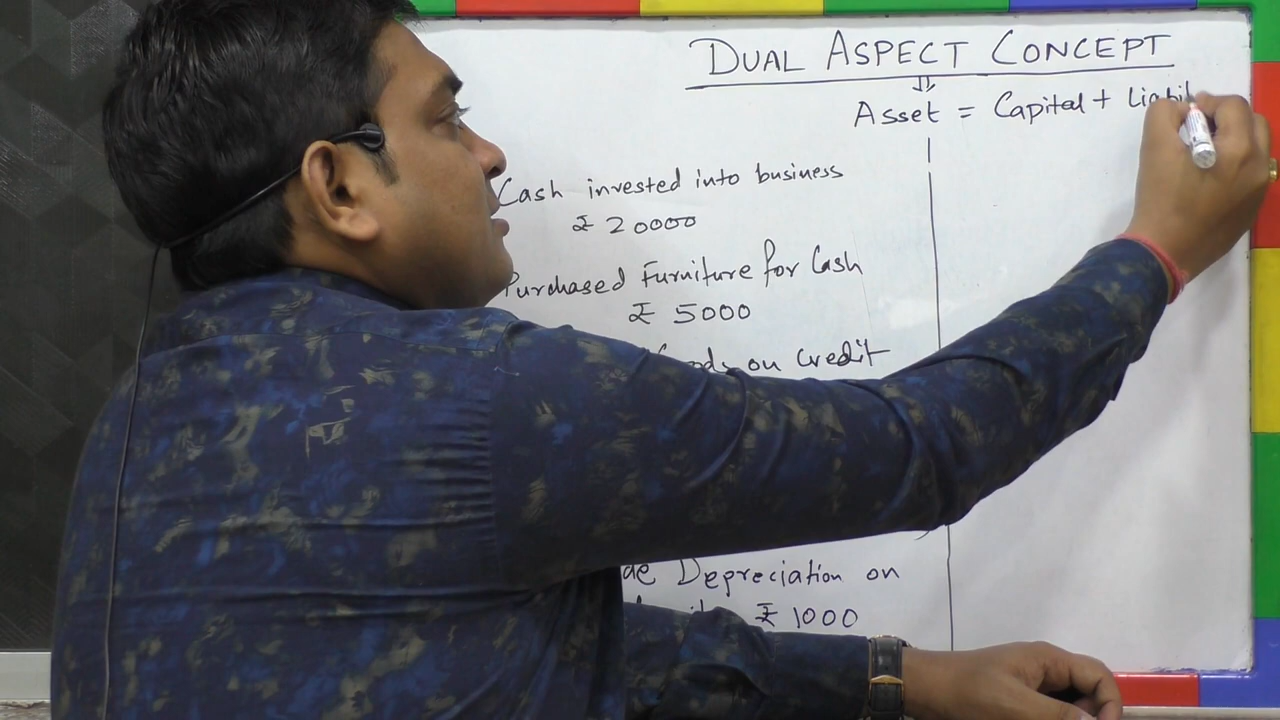 DUAL ASPECT CONCEPT
⇓
Asset = Capital + Liabil
Cash invested into business
₹ 20000
Purchased Furniture for Cash
₹ 5000
on Credit
Depreciation on
₹ 1000